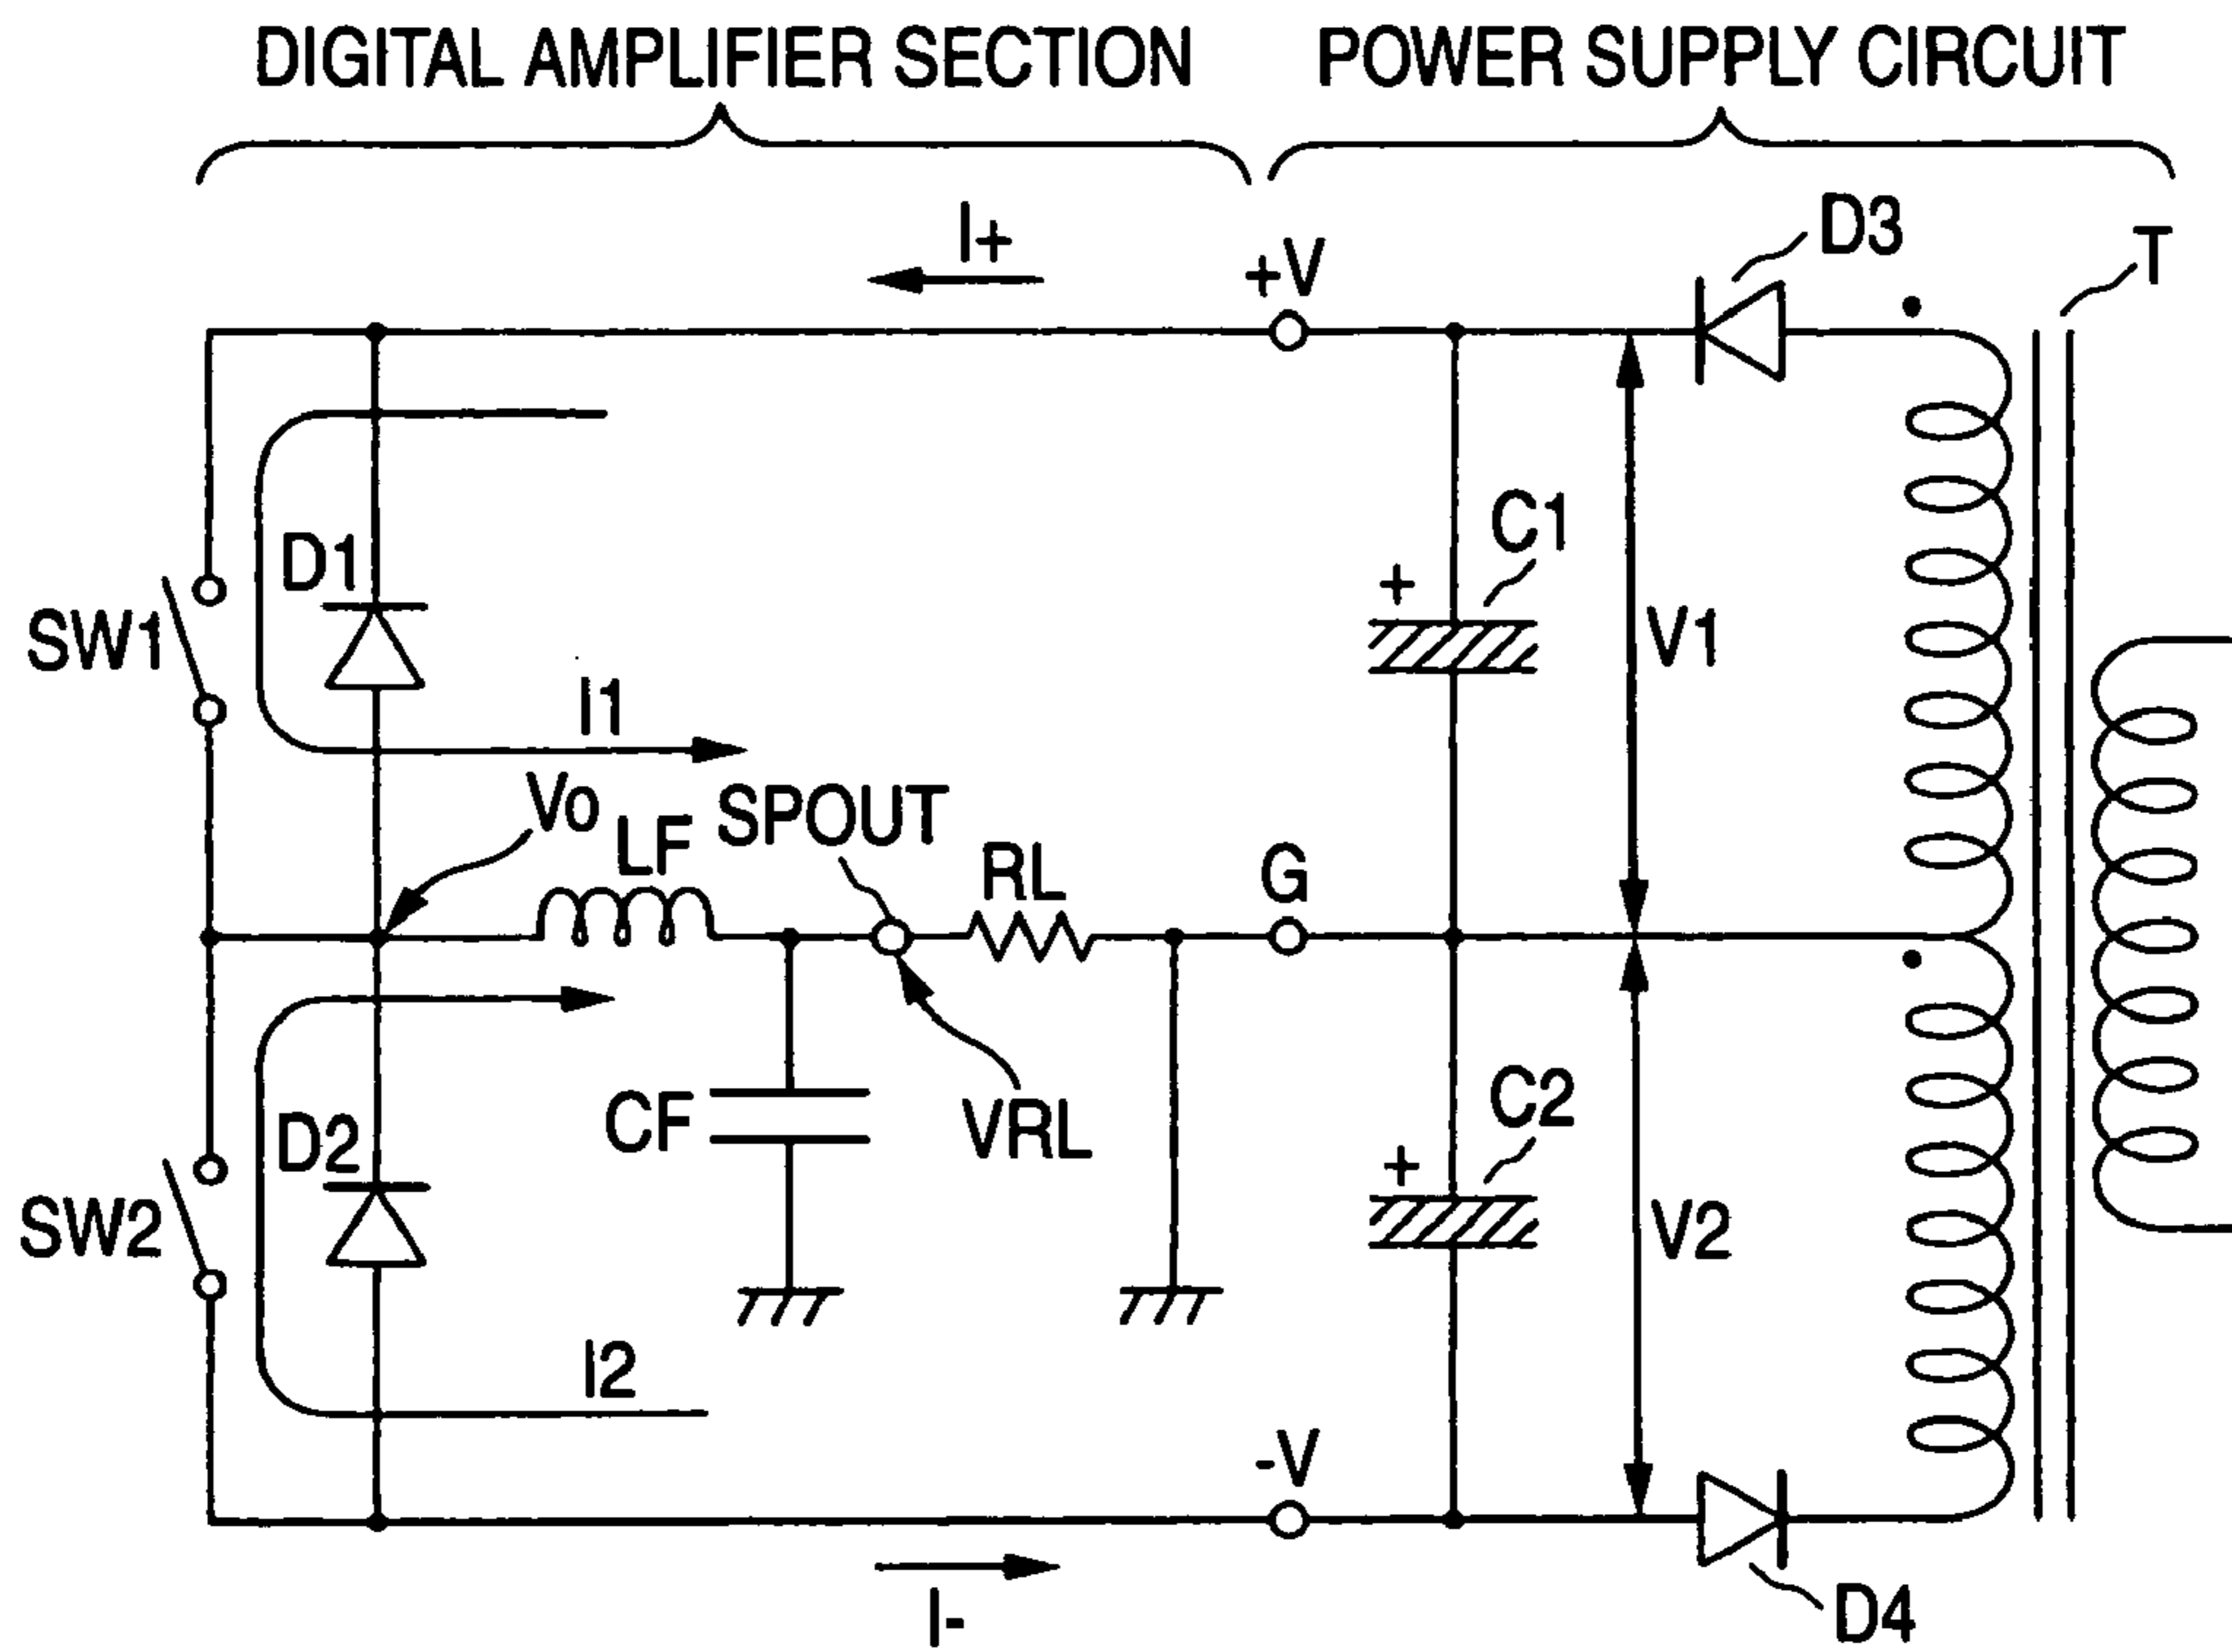 DIGITAL AMPLIFIER SECTION
POWER SUPPLY CIRCUIT
I+
+V
D3
T
C1
+
D1
SW1
V1
I1
Vo
LF
SPOUT
RL
G
C2
+
CF
VRL
D2
SW2
V2
I2
-V
I-
D4